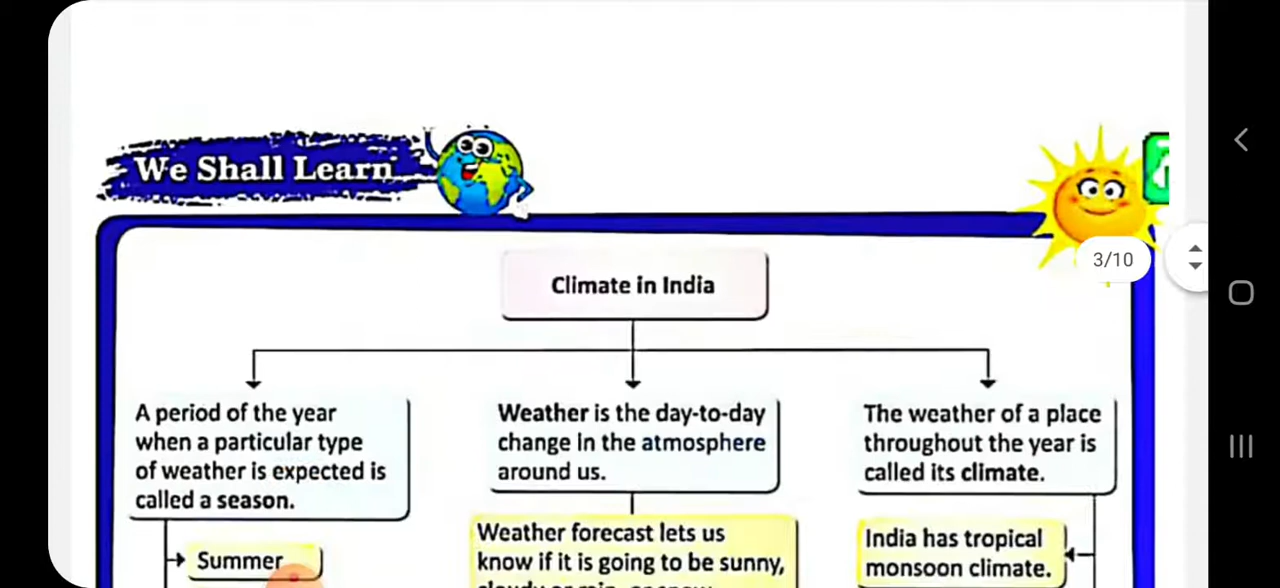 We Shall Learn
3/10
Climate in India
A period of the year
when a particular type
of weather is expected is
called a season.
Summer
Weather is the day-to-day
change in the atmosphere
around us.
Weather forecast lets us
know if it is going to be sunny,
The weather of a place
throughout the year is
called its climate.
India has tropical
monsoon climate.